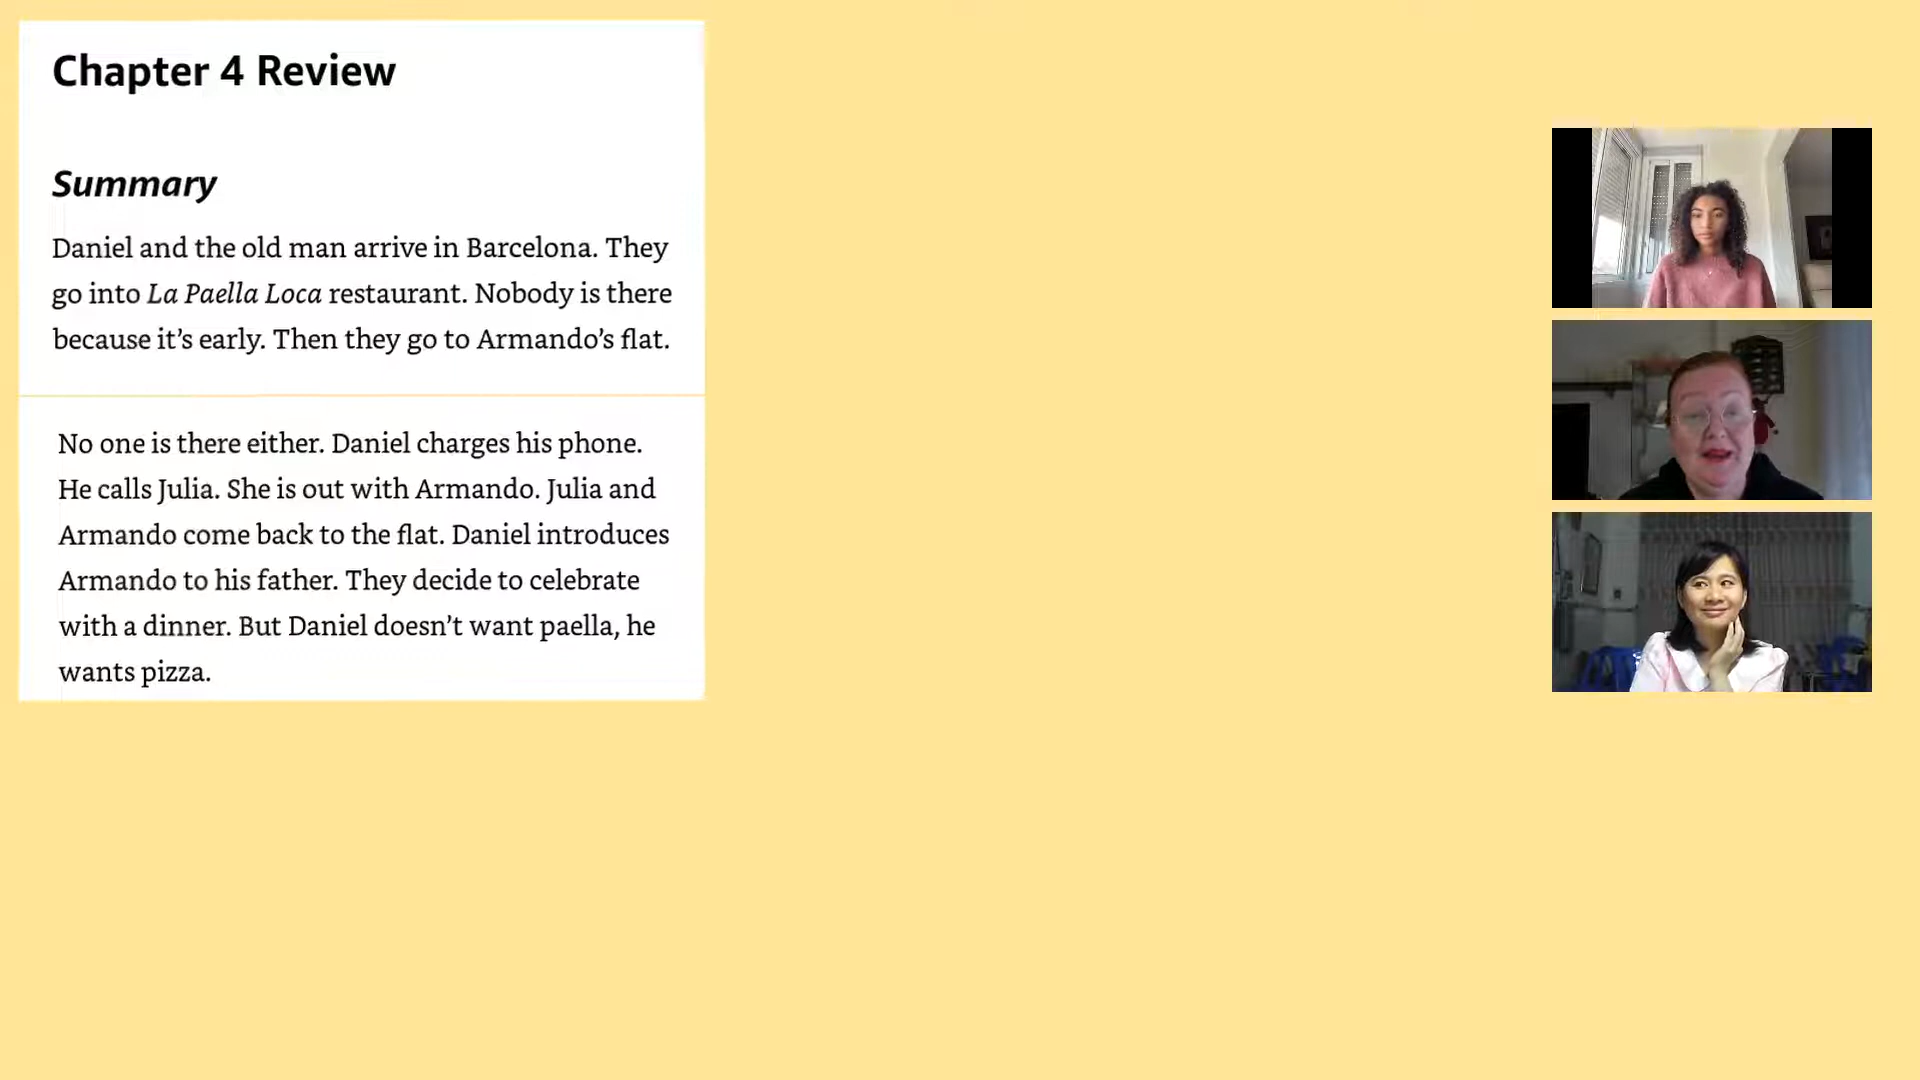 Chapter 4 Review
Summary
Daniel and the old man arrive in Barcelona. They
go into La Paella Loca restaurant. Nobody is there
because it’s early. Then they go to Armando’s flat.
No one is there either. Daniel charges his phone.
He calls Julia. She is out with Armando. Julia and
Armando come back to the flat. Daniel introduces
Armando to his father. They decide to celebrate
with a dinner. But Daniel doesn’t want paella, he
wants pizza.